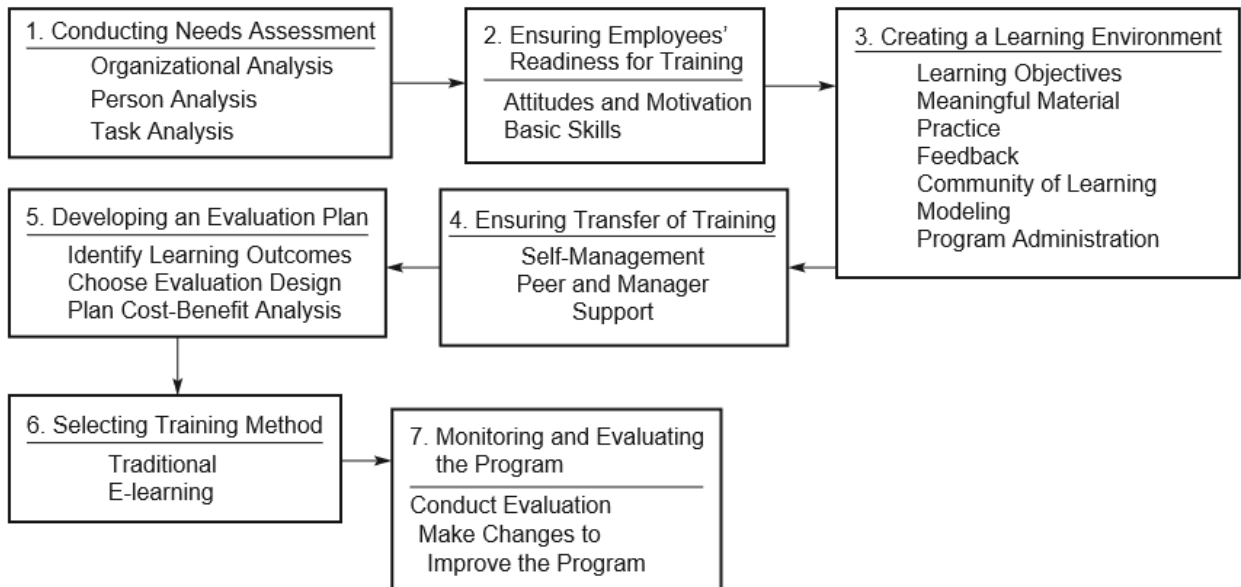 1. Conducting Needs Assessment
Organizational Analysis
Person Analysis
Task Analysis
2. Ensuring Employees’
Readiness for Training
Attitudes and Motivation
Basic Skills
3. Creating a Learning Environment
Learning Objectives
Meaningful Material
Practice
Feedback
Community of Learning
Modeling
Program Administration
4. Ensuring Transfer of Training
Self-Management
Peer and Manager
Support
5. Developing an Evaluation Plan
Identify Learning Outcomes
Choose Evaluation Design
Plan Cost-Benefit Analysis
6. Selecting Training Method
Traditional
E-learning
7. Monitoring and Evaluating
the Program
Conduct Evaluation
Make Changes to
Improve the Program